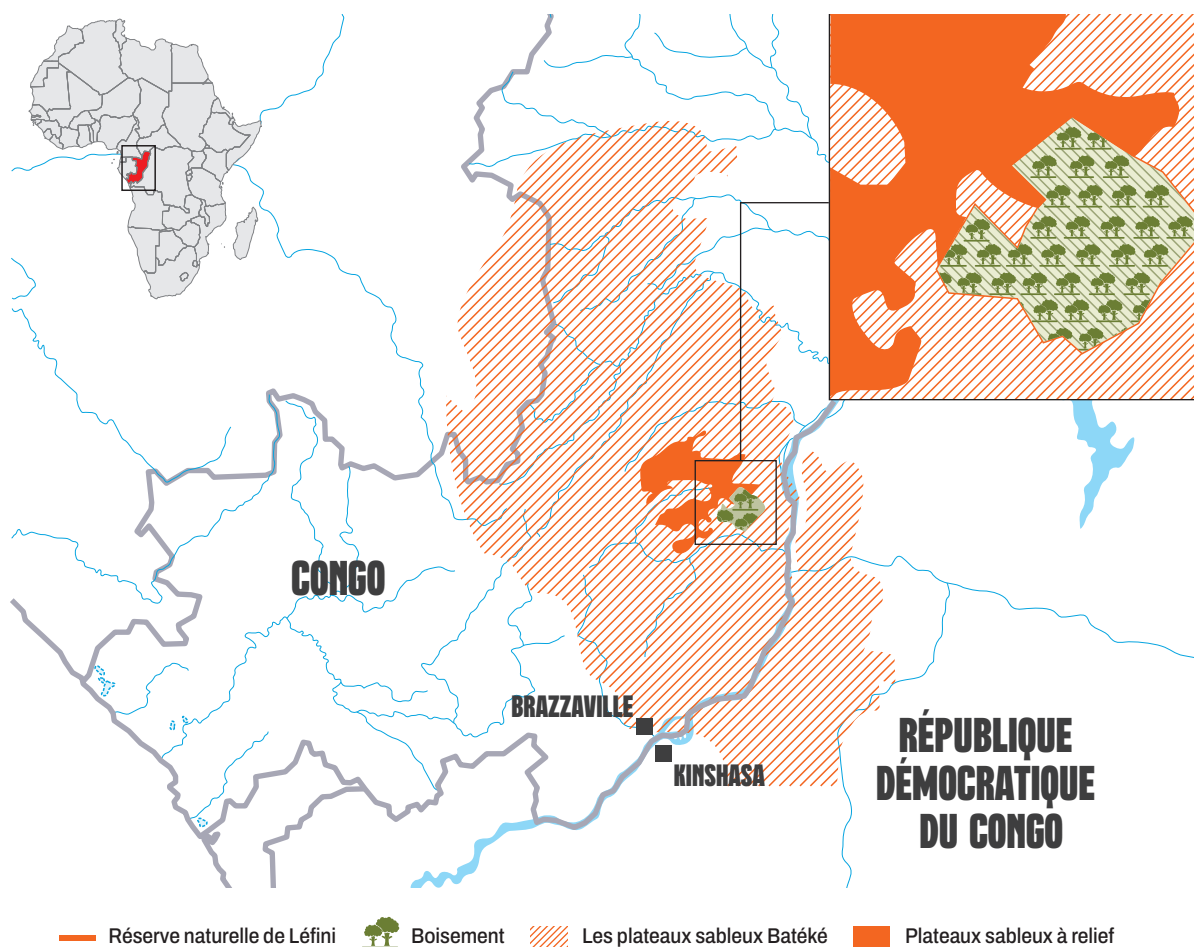 CONGO
BRAZZAVILLE
KINSHASA
RÉPUBLIQUE
DÉMOCRATIQUE
DU CONGO
Réserve naturelle de Léfini
Boisement
Les plateaux sableux Batéké
Plateaux sableux à relief